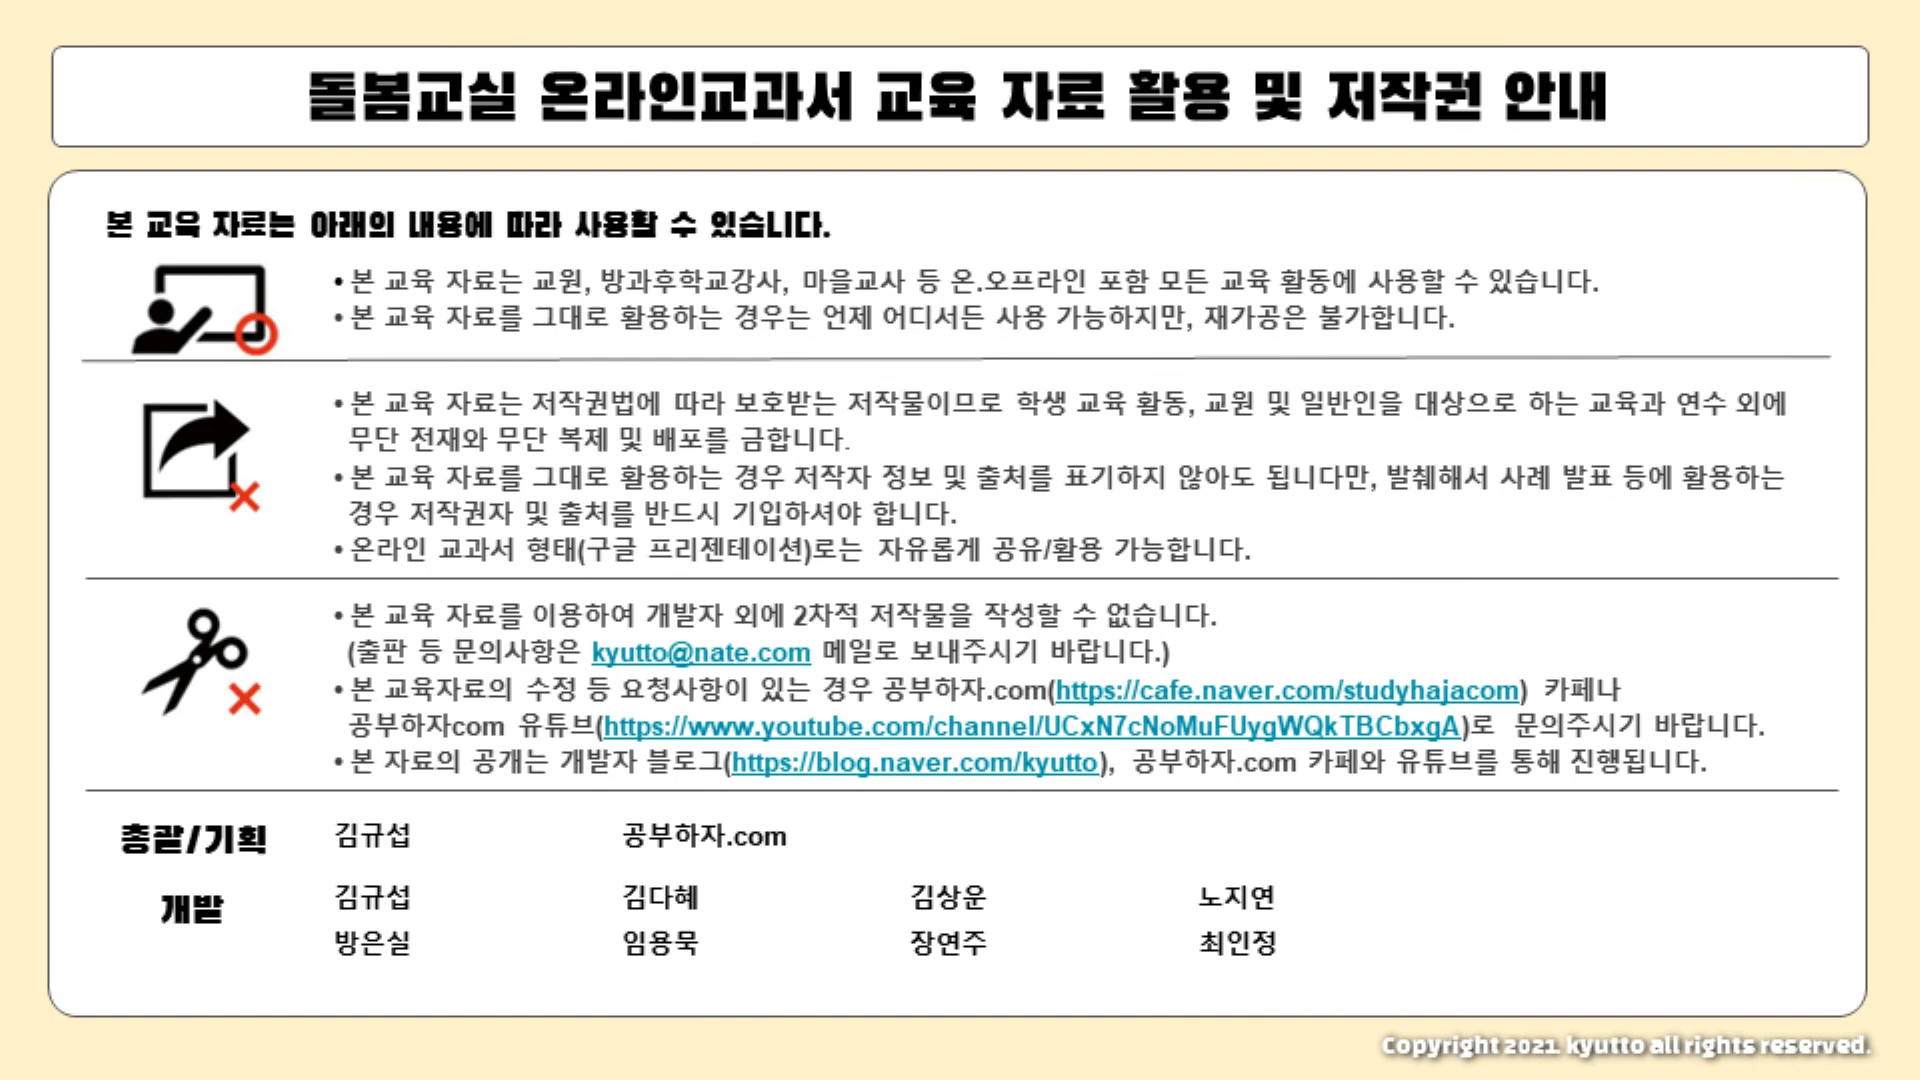 돌봄교실 온라인교과서 교육 자료 활용 및 저작권 안내
본 교육 자료는 아래의 내용에 따라 사용할 수 있습니다.
• 본 교육 자료는 교원, 방과후학교강사, 마을교사 등 온.오프라인 포함 모든 교육 활동에 사용할 수 있습니다.
• 본 교육 자료를 그대로 활용하는 경우는 언제 어디서든 사용 가능하지만, 재가공은 불가합니다.
• 본 교육 자료는 저작권법에 따라 보호받는 저작물이므로 학생 교육 활동, 교원 및 일반인을 대상으로 하는 교육과 연수 외에
무단 전재와 무단 복제 및 배포를 금합니다.
• 본 교육 자료를 그대로 활용하는 경우 저작자 정보 및 출처를 표기하지 않아도 됩니다만, 발췌해서 사례 발표 등에 활용하는
경우 저작권자 및 출처를 반드시 기입하셔야 합니다.
• 온라인 교과서 형태(구글 프리젠테이션)로는 자유롭게 공유/활용 가능합니다.
• 본 교육 자료를 이용하여 개발자 외에 2차적 저작물을 작성할 수 없습니다.
(출판 등 문의사항은 kyutto@nate.com 메일로 보내주시기 바랍니다.)
• 본 교육자료의 수정 등 요청사항이 있는 경우 공부하자.com(https://cafe.naver.com/studyhajacom) 카페나
공부하자com 유튜브(https://www.youtube.com/channel/UCxN7cNoMuFUygWQkTBCbxgA)로 문의주시기 바랍니다.
• 본 자료의 공개는 개발자 블로그(https://blog.naver.com/kyutto), 공부하자.com 카페와 유튜브를 통해 진행됩니다.
총괄/기획 김규섭 공부하자.com
개발 김규섭 김다혜 김상운 노지연
방은실 임용묵 장연주 최인정
Copyright 2021. kyutto all rights reserved.